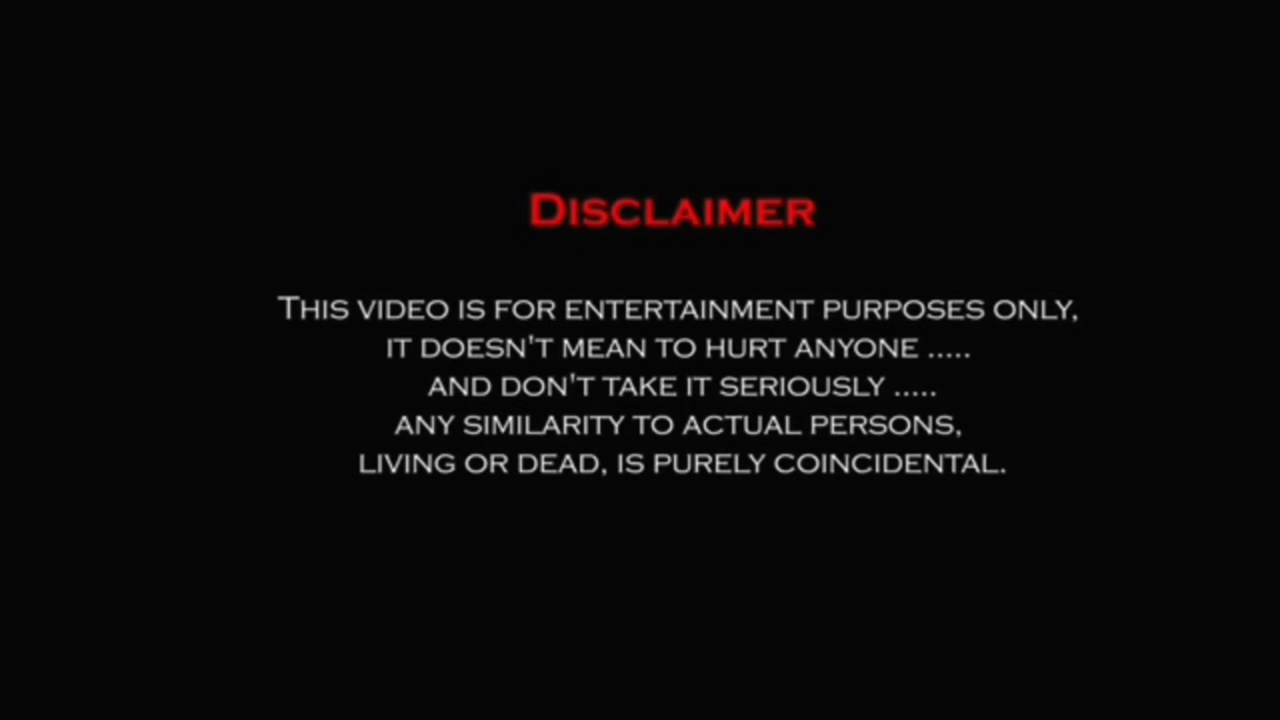 Disclaimer
This video is for entertainment purposes only,
it doesn't mean to hurt anyone .....
and don't take it seriously .....
any similarity to actual persons,
living or dead, is purely coincidental.